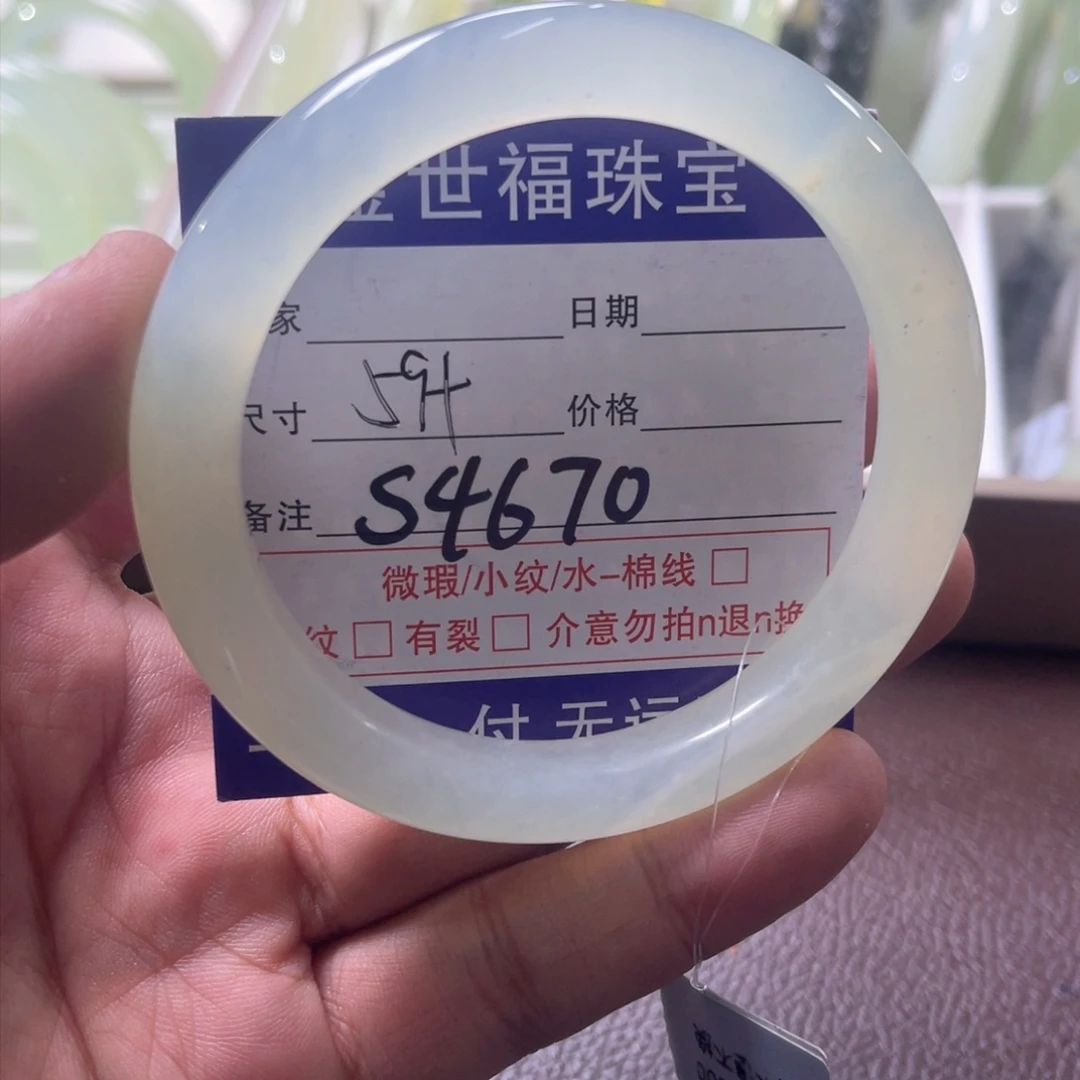 世福珠宝
家 日期
尺寸 59+ 价格
备注 S4670
微瑕/小纹/水-棉线 □
纹 □ 有裂 □ 介意勿拍n退n换
付 无